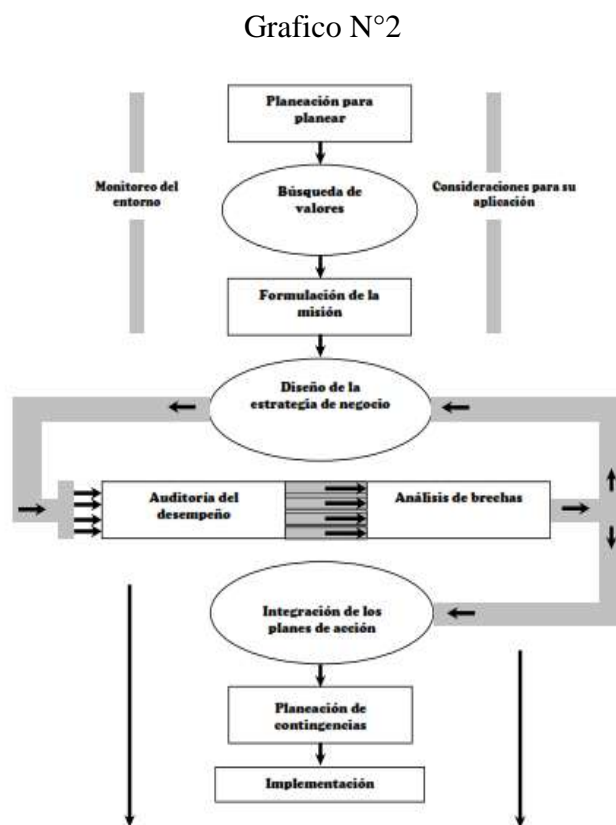 Grafico N°2
Planeación para
planear
Monitoreo del
entorno
Búsqueda de
valores
Consideraciones para su
aplicación
Formulación de la
misión
Diseño de la
estrategia de negocio
Auditoría del
desempeño
Análisis de brechas
Integración de los
planes de acción
Planeación de
contingencias
Implementación